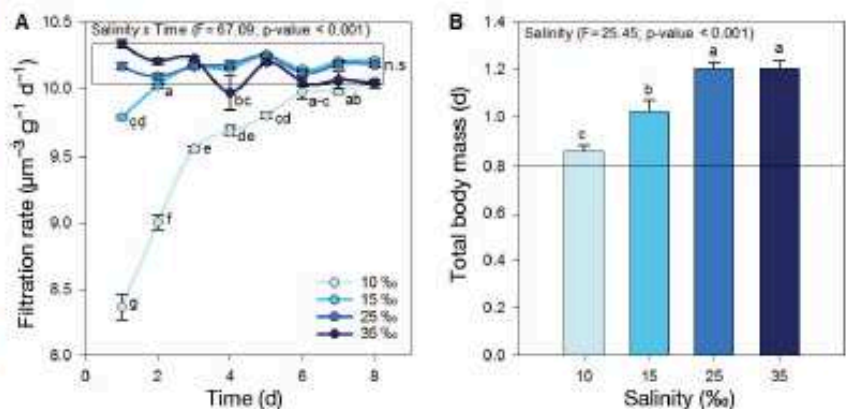 A
Salinity x Time (F= 67.09; p-value < 0.001)
Filtration rate (µm⁻³ g⁻¹ d⁻¹)
10.5
10.0
9.5
9.0
8.5
8.0
n.s
cd
a
bc
a-c
ab
cd
de
e
f
g
10 ‰
15 ‰
25 ‰
35 ‰
0 2 4 6 8
Time (d)
B
Salinity (F=25.45; p-value <0.001)
Total body mass (d)
1.4
1.2
1.0
0.8
0.6
0.4
0.2
0.0
c
b
a
a
10 15 25 35
Salinity (‰)